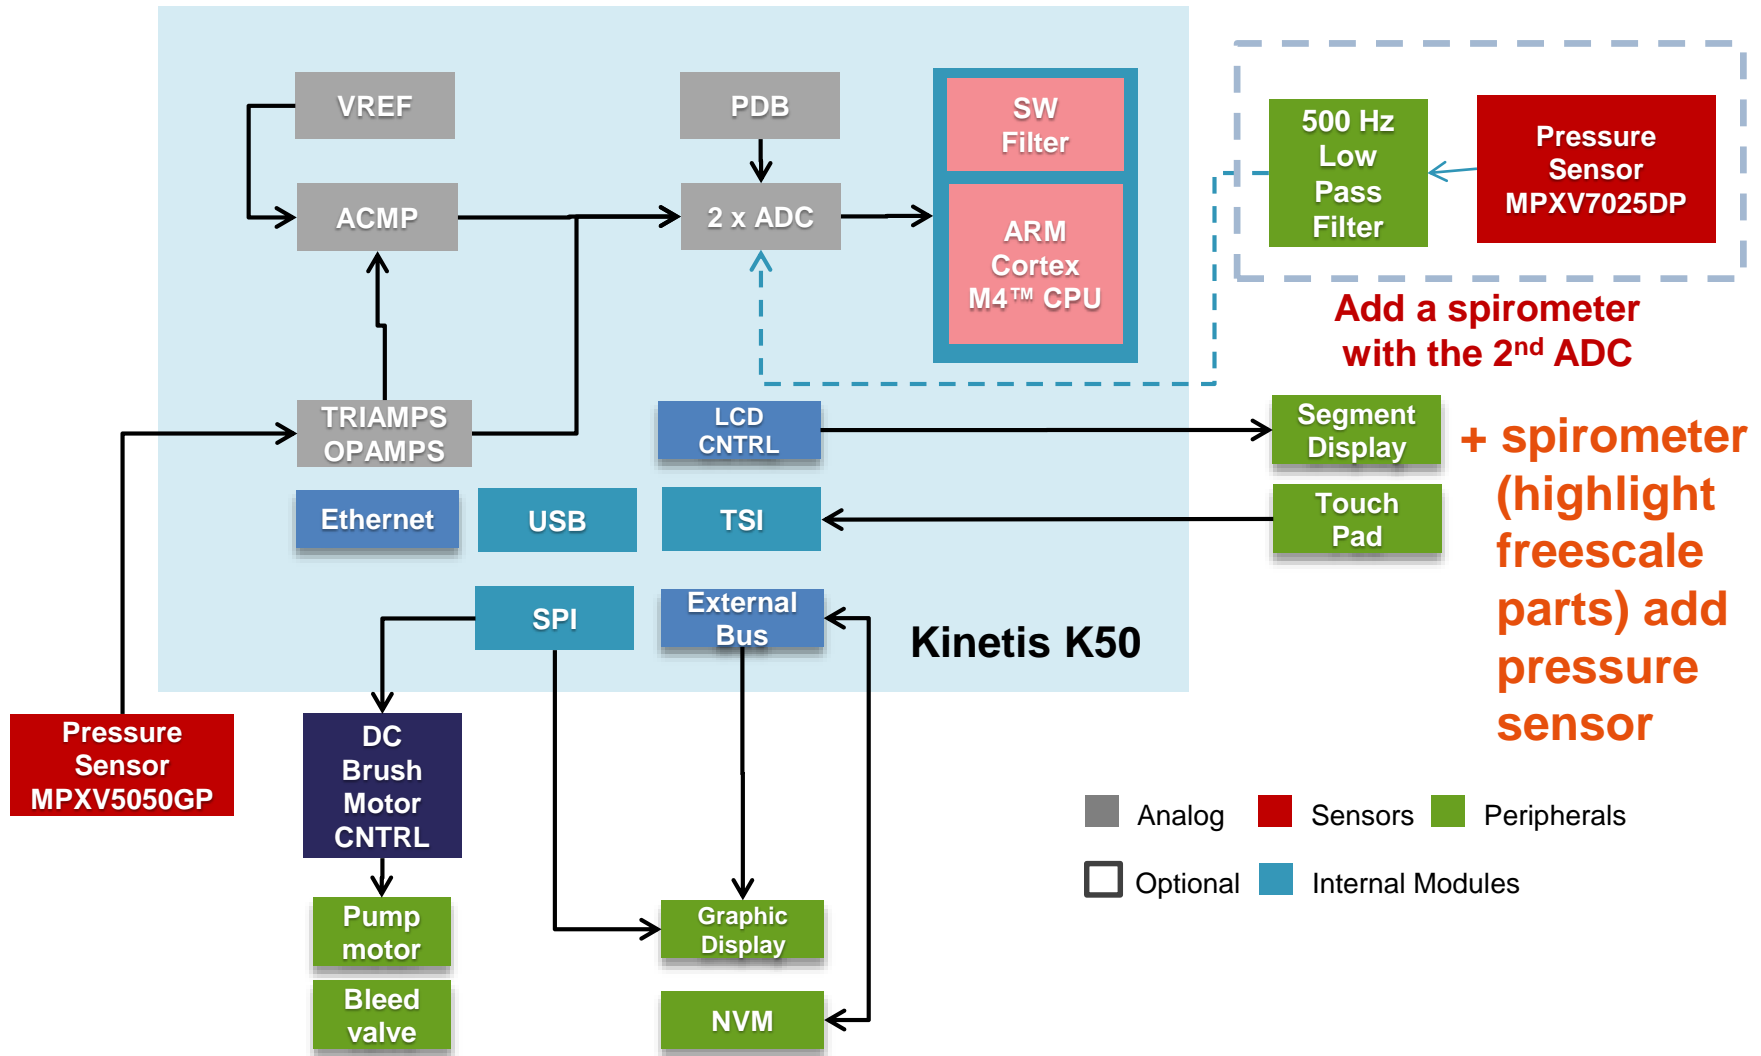 VREF
PDB
SW
Filter
500 Hz
Low
Pass
Filter
Pressure
Sensor
MPXV7025DP
ACMP
2 x ADC
ARM
Cortex
M4™ CPU
Add a spirometer
with the 2nd ADC
TRIAMPS
OPAMPS
LCD
CNTRL
Segment
Display
+ spirometer
(highlight
freescale
parts) add
pressure
sensor
Ethernet
USB
TSI
Touch
Pad
SPI
External
Bus
Kinetis K50
Pressure
Sensor
MPXV5050GP
DC
Brush
Motor
CNTRL
Analog
Sensors
Peripherals
Optional
Internal Modules
Pump
motor
Graphic
Display
Bleed
valve
NVM